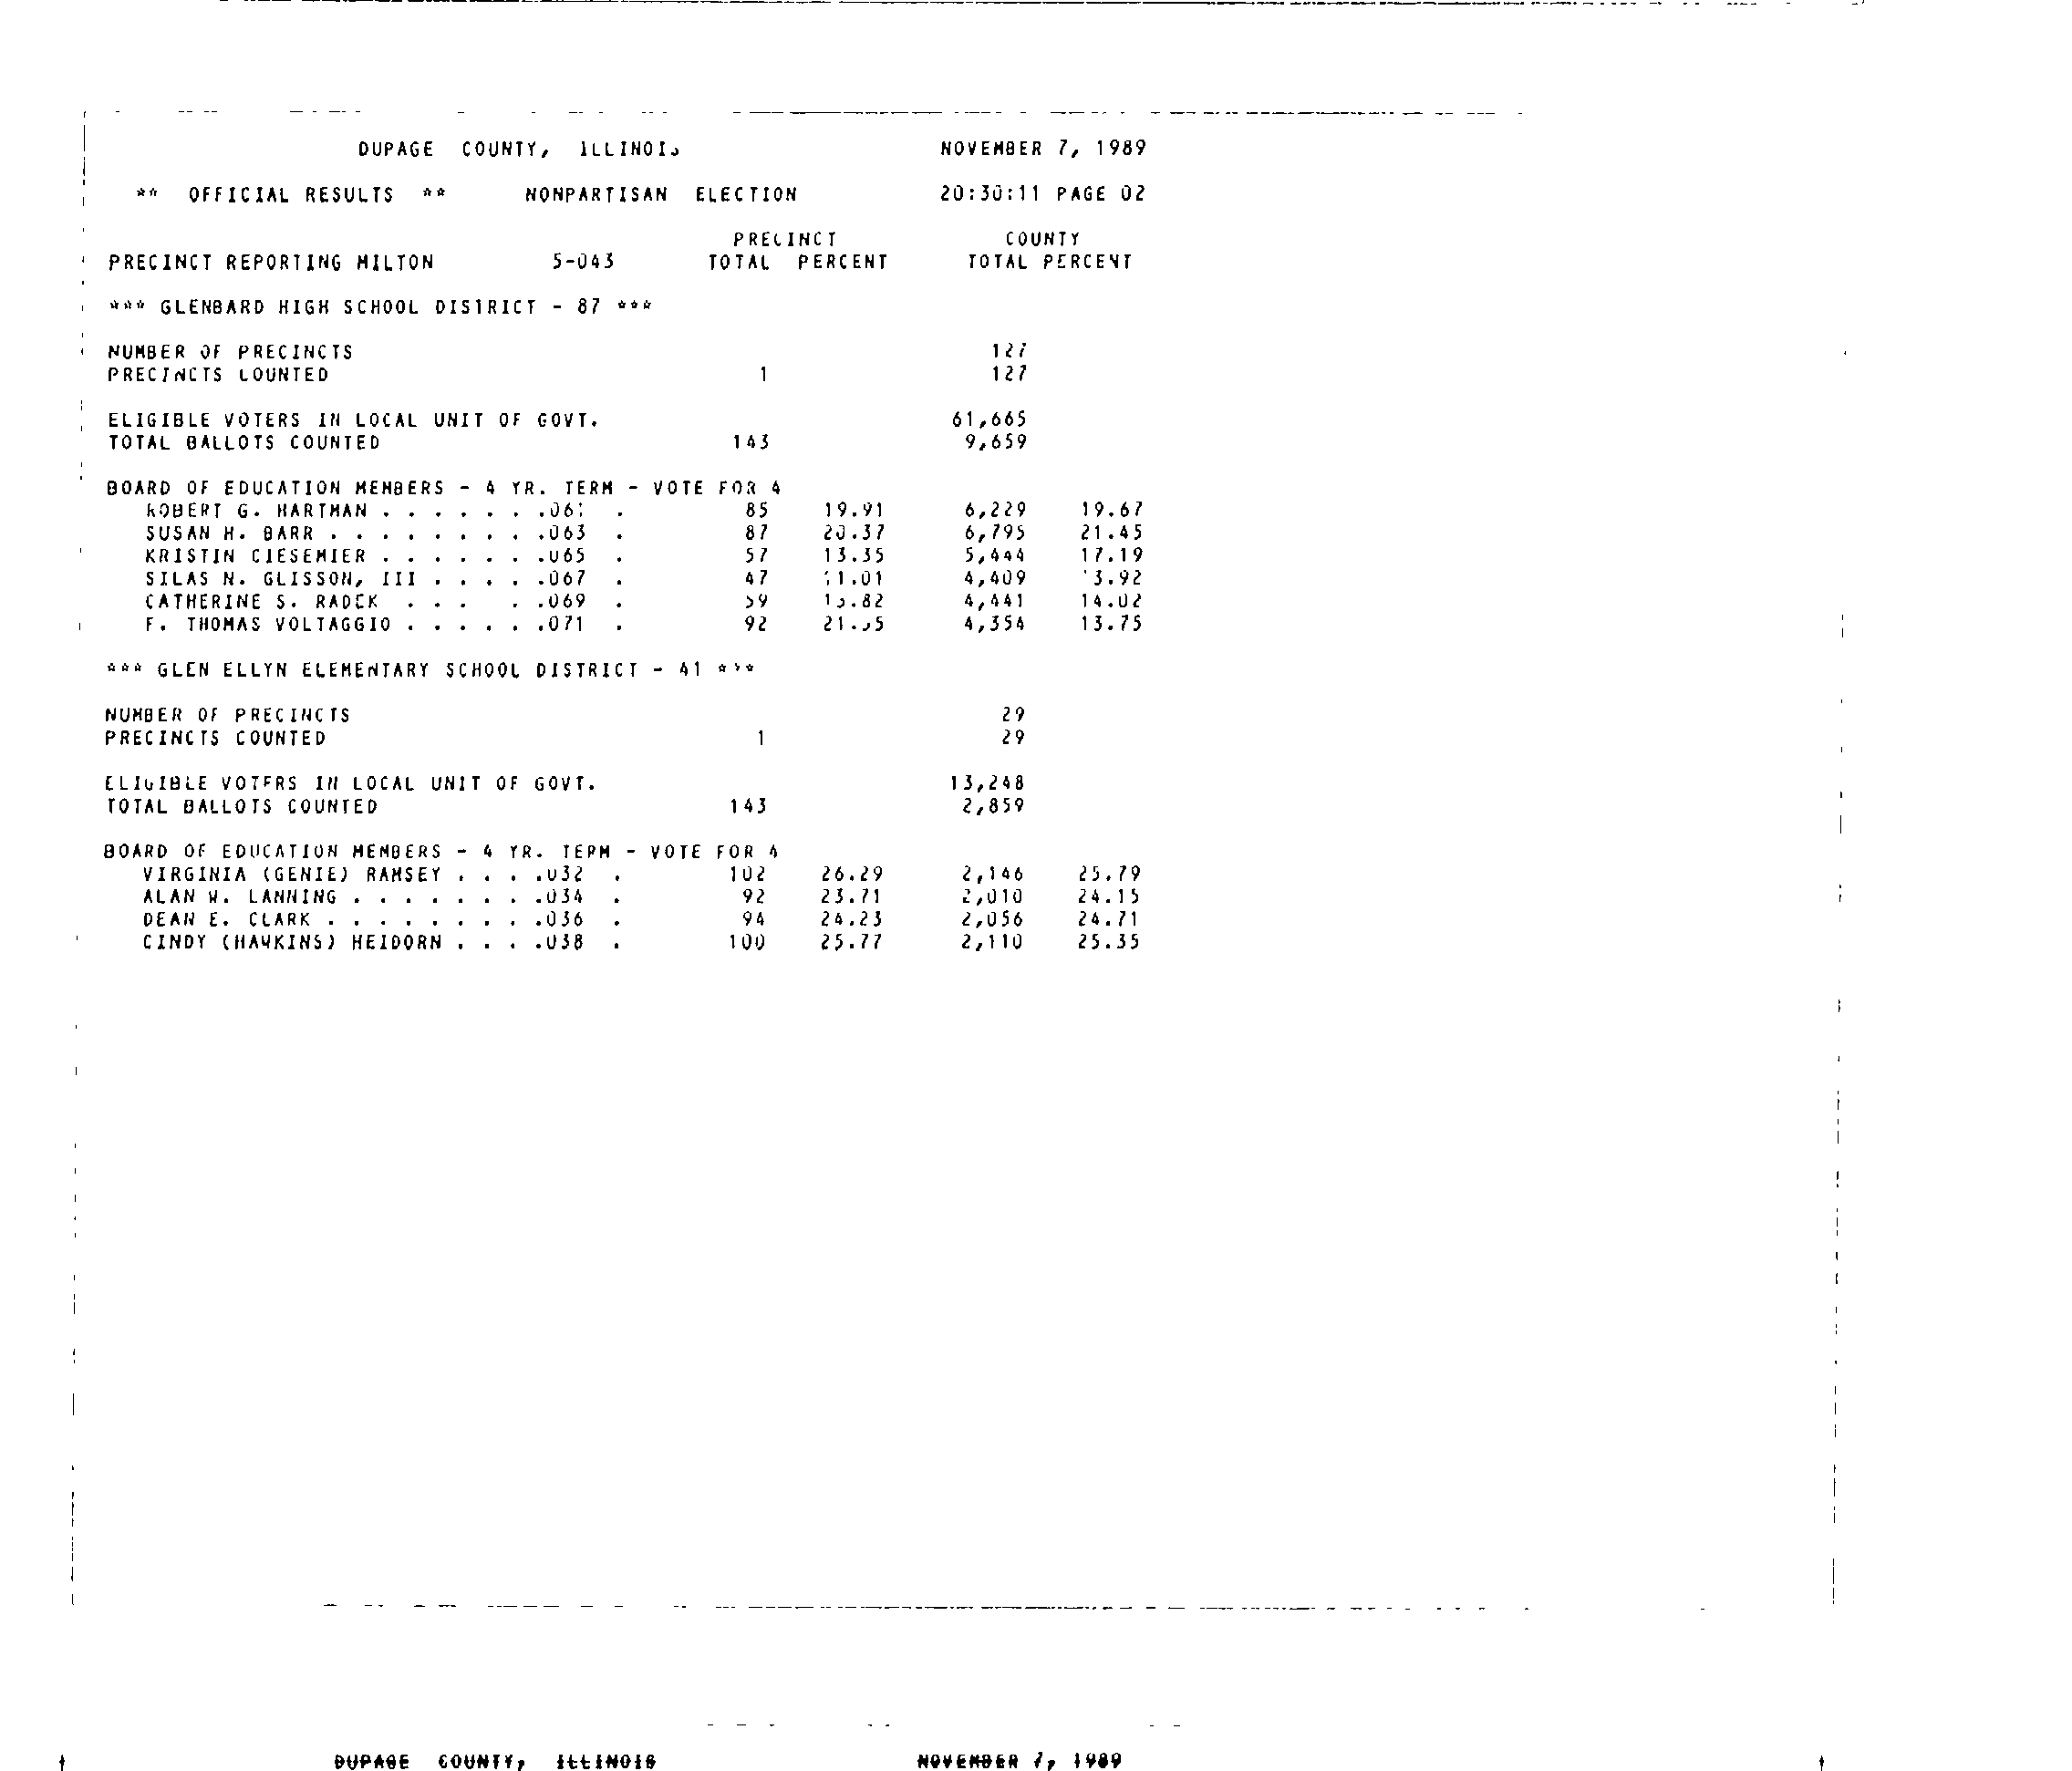 DUPAGE COUNTY, ILLINOIS NOVEMBER 7, 1989
** OFFICIAL RESULTS ** NONPARTISAN ELECTION 20:30:11 PAGE 02
PRECINCT COUNTY
PRECINCT REPORTING MILTON 5-043 TOTAL PERCENT TOTAL PERCENT
*** GLENBARD HIGH SCHOOL DISTRICT - 87 ***
NUMBER OF PRECINCTS 127
PRECINCTS COUNTED 1 127
ELIGIBLE VOTERS IN LOCAL UNIT OF GOVT. 61,665
TOTAL BALLOTS COUNTED 143 9,659
BOARD OF EDUCATION MEMBERS - 4 YR. TERM - VOTE FOR 4
ROBERT G. HARTMAN . . . . . . .061 . 85 19.91 6,229 19.67
SUSAN H. BARR . . . . . . . . .063 . 87 20.37 6,795 21.45
KRISTIN CIESEMIER . . . . . . .065 . 57 13.35 5,444 17.19
SILAS N. GLISSON, III . . . . .067 . 47 11.01 4,409 13.92
CATHERINE S. RADEK . . . . .069 . 59 13.82 4,441 14.02
F. THOMAS VOLTAGGIO . . . . . .071 . 92 21.55 4,354 13.75
*** GLEN ELLYN ELEMENTARY SCHOOL DISTRICT - 41 ***
NUMBER OF PRECINCTS 29
PRECINCTS COUNTED 1 29
ELIGIBLE VOTERS IN LOCAL UNIT OF GOVT. 13,248
TOTAL BALLOTS COUNTED 143 2,859
BOARD OF EDUCATION MEMBERS - 4 YR. TERM - VOTE FOR 4
VIRGINIA (GENIE) RAMSEY . . . .032 . 102 26.29 2,146 25.79
ALAN W. LANNING . . . . . . . .034 . 92 23.71 2,010 24.15
DEAN E. CLARK . . . . . . . . .036 . 94 24.23 2,056 24.71
CINDY (HAWKINS) HEIDORN . . . .038 . 100 25.77 2,110 25.35
DUPAGE COUNTY, ILLINOIS NOVEMBER 7, 1989